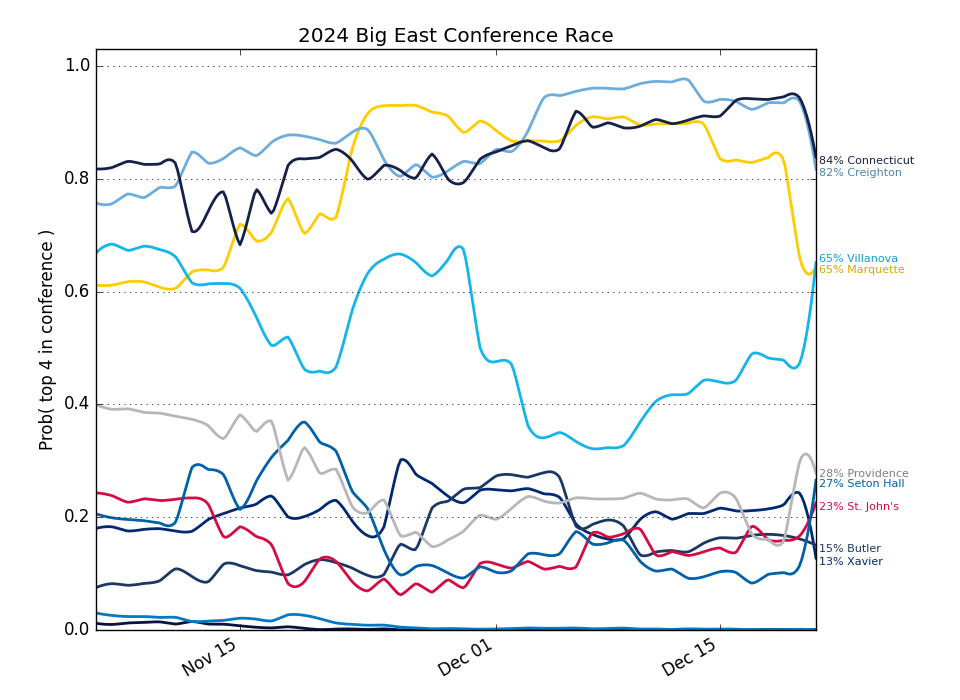 2024 Big East Conference Race
1.0
0.8
0.6
0.4
0.2
0.0
Prob( top 4 in conference )
Nov 15
Dec 01
Dec 15
84% Connecticut
82% Creighton
65% Villanova
65% Marquette
28% Providence
27% Seton Hall
23% St. John's
15% Butler
13% Xavier